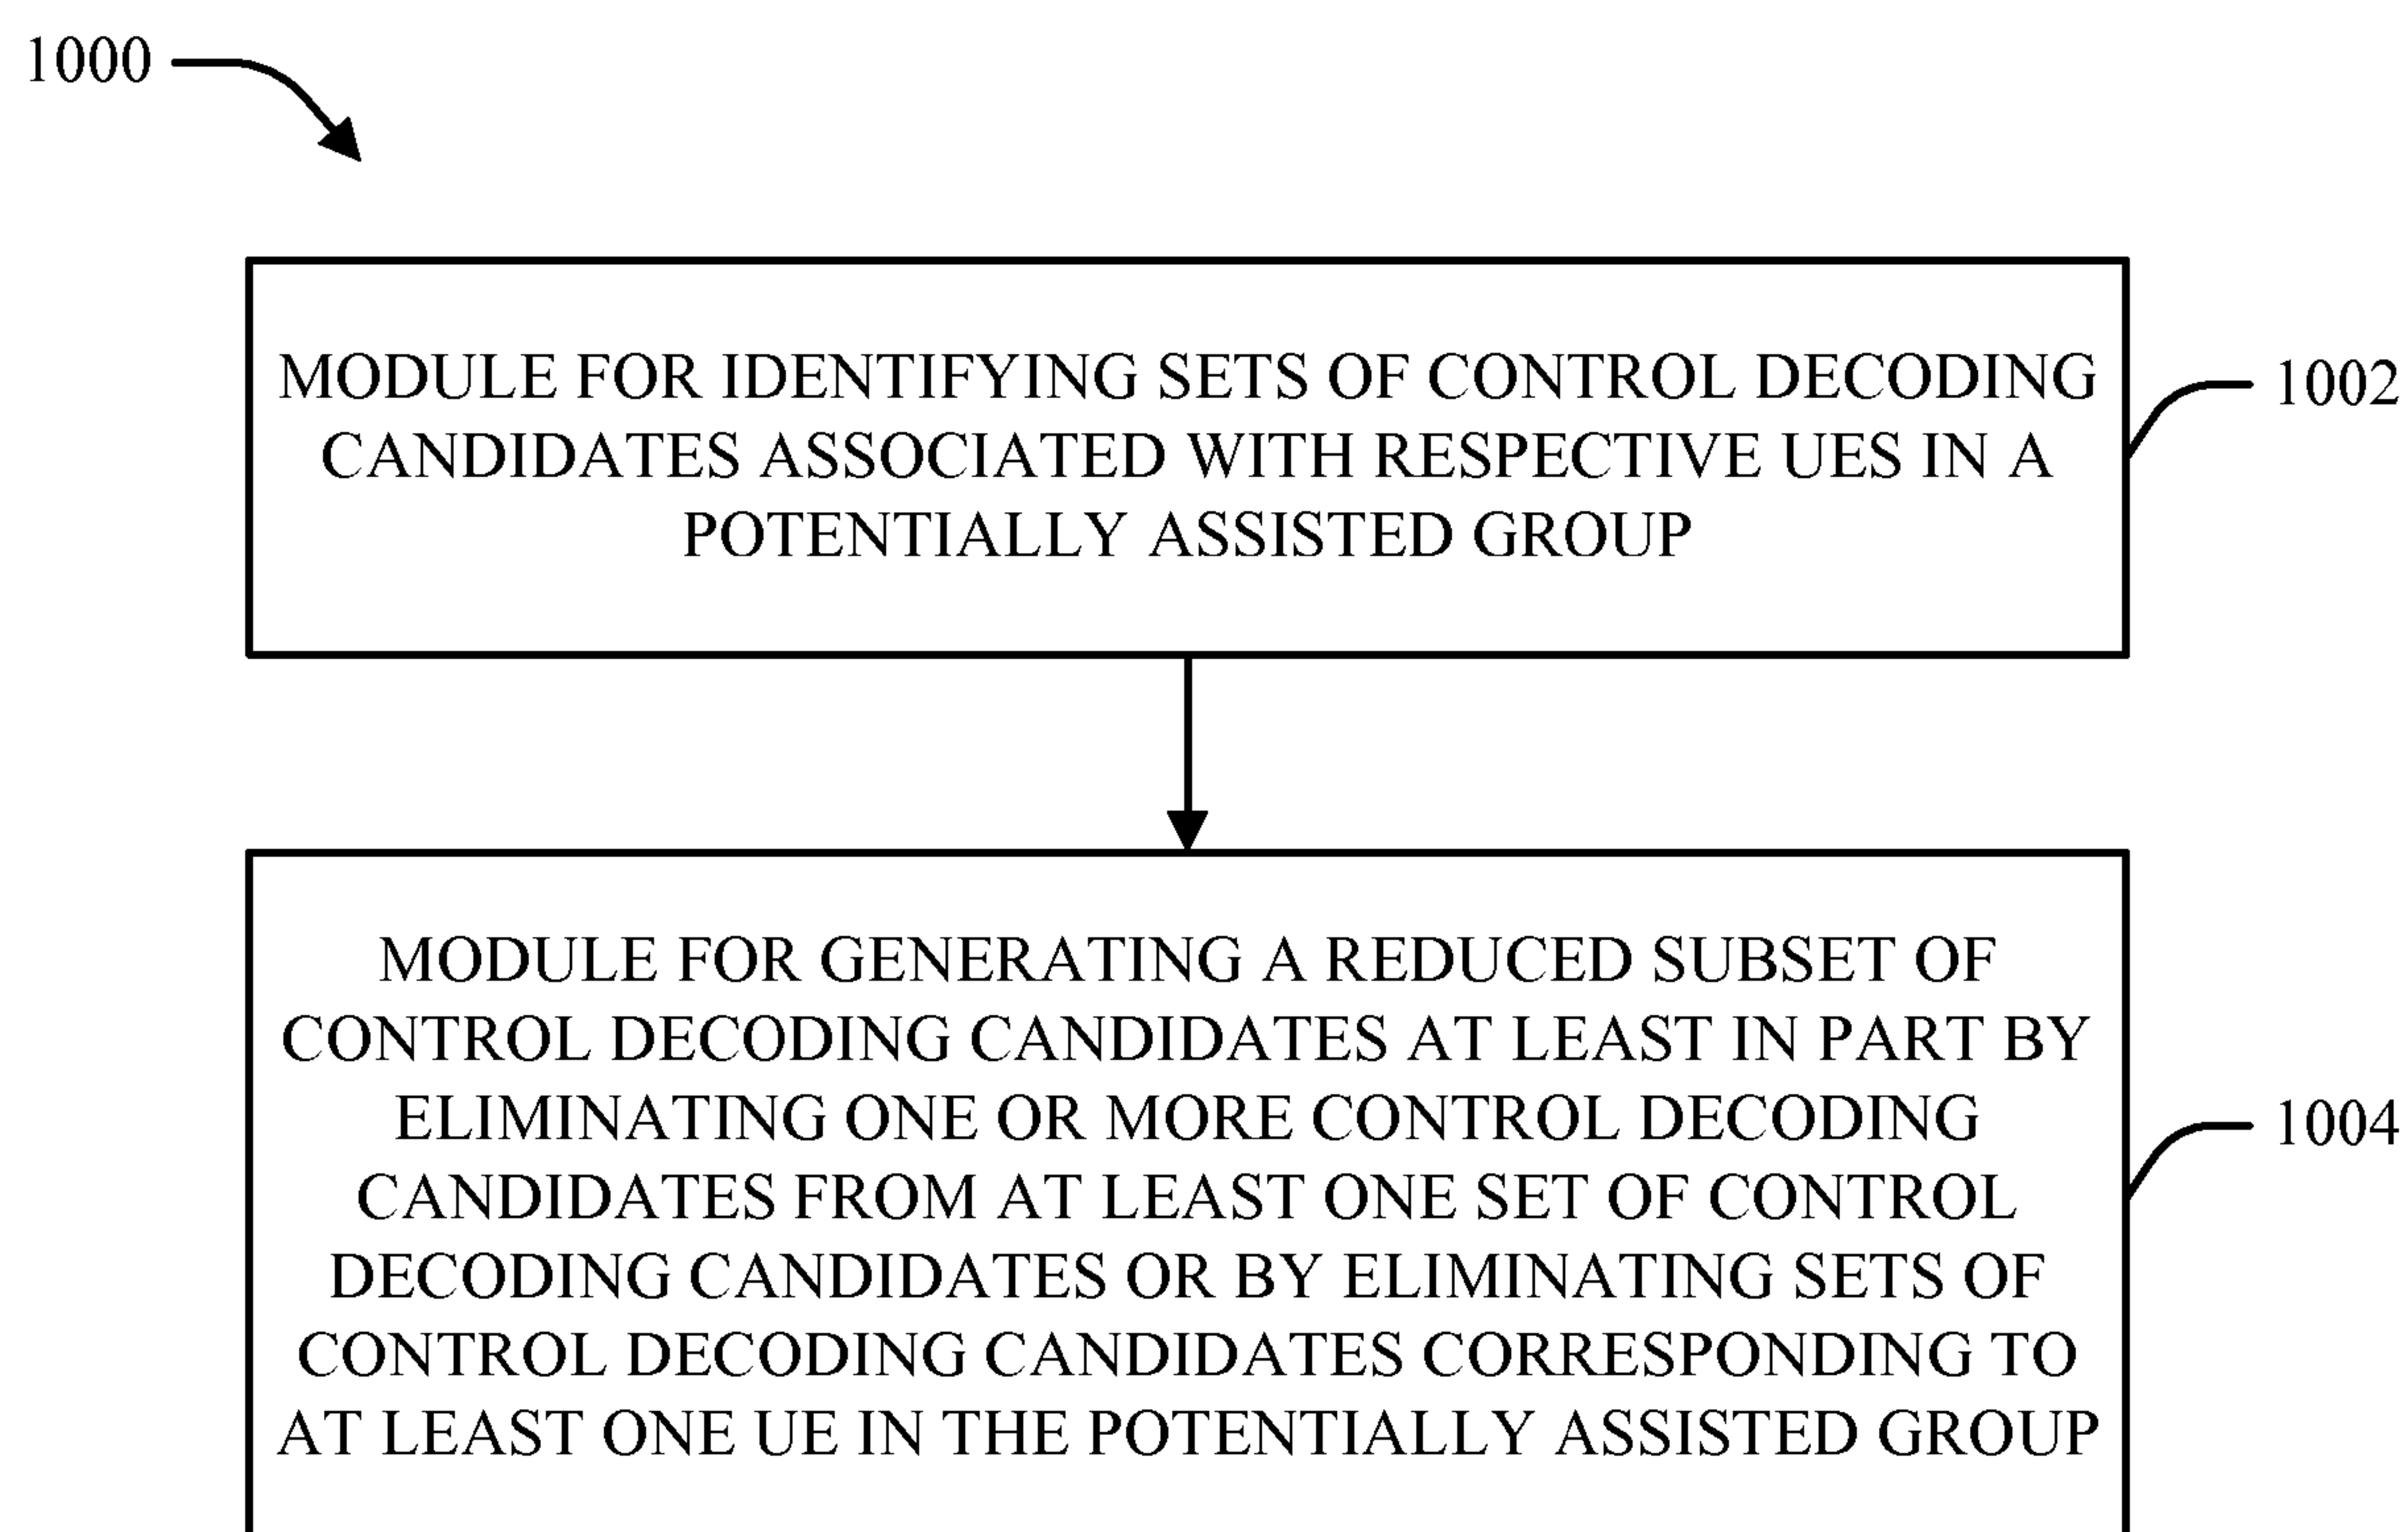 1000
MODULE FOR IDENTIFYING SETS OF CONTROL DECODING
CANDIDATES ASSOCIATED WITH RESPECTIVE UES IN A
POTENTIALLY ASSISTED GROUP
1002
MODULE FOR GENERATING A REDUCED SUBSET OF
CONTROL DECODING CANDIDATES AT LEAST IN PART BY
ELIMINATING ONE OR MORE CONTROL DECODING
CANDIDATES FROM AT LEAST ONE SET OF CONTROL
DECODING CANDIDATES OR BY ELIMINATING SETS OF
CONTROL DECODING CANDIDATES CORRESPONDING TO
AT LEAST ONE UE IN THE POTENTIALLY ASSISTED GROUP
1004